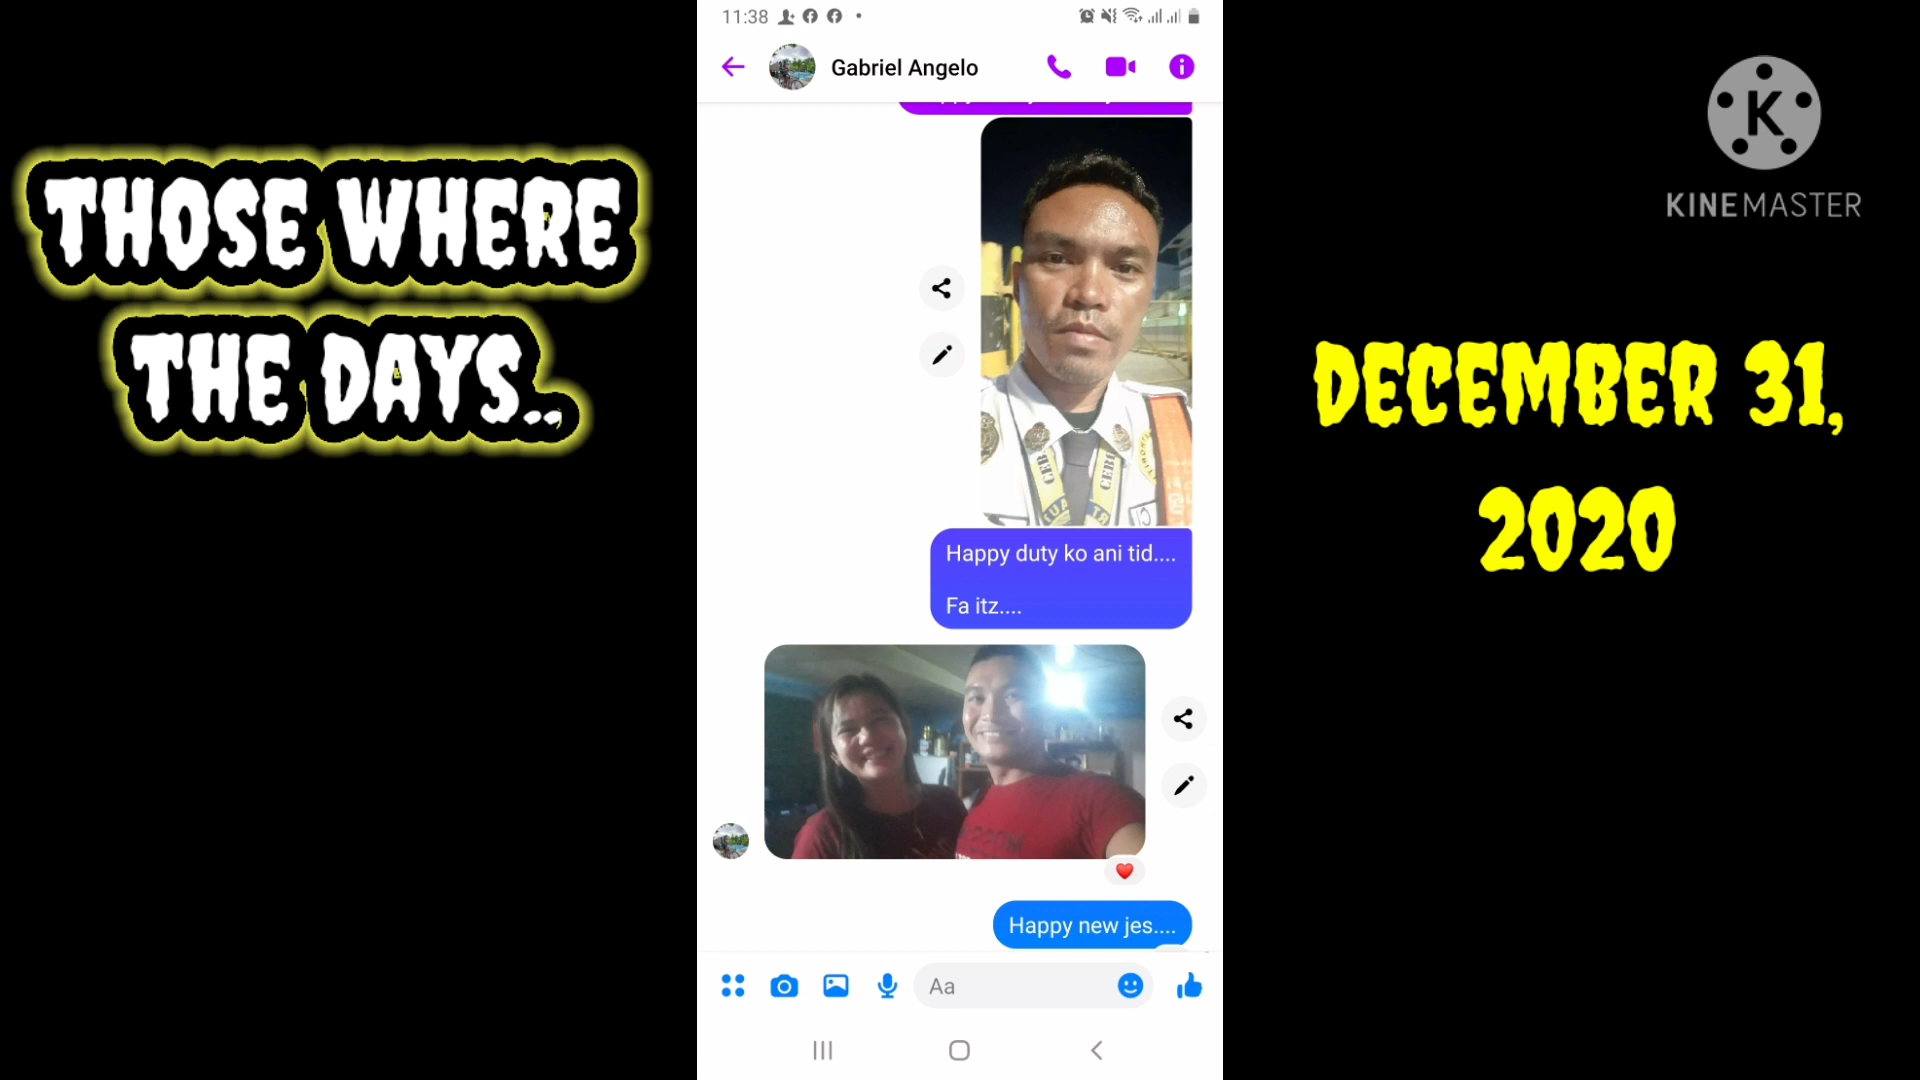 THOSE WHERE
THE DAYS..
11:38
Gabriel Angelo
Happy duty ko ani tid....
Fa itz....
Happy new jes....
Aa
K
KINEMASTER
DECEMBER 31,
2020